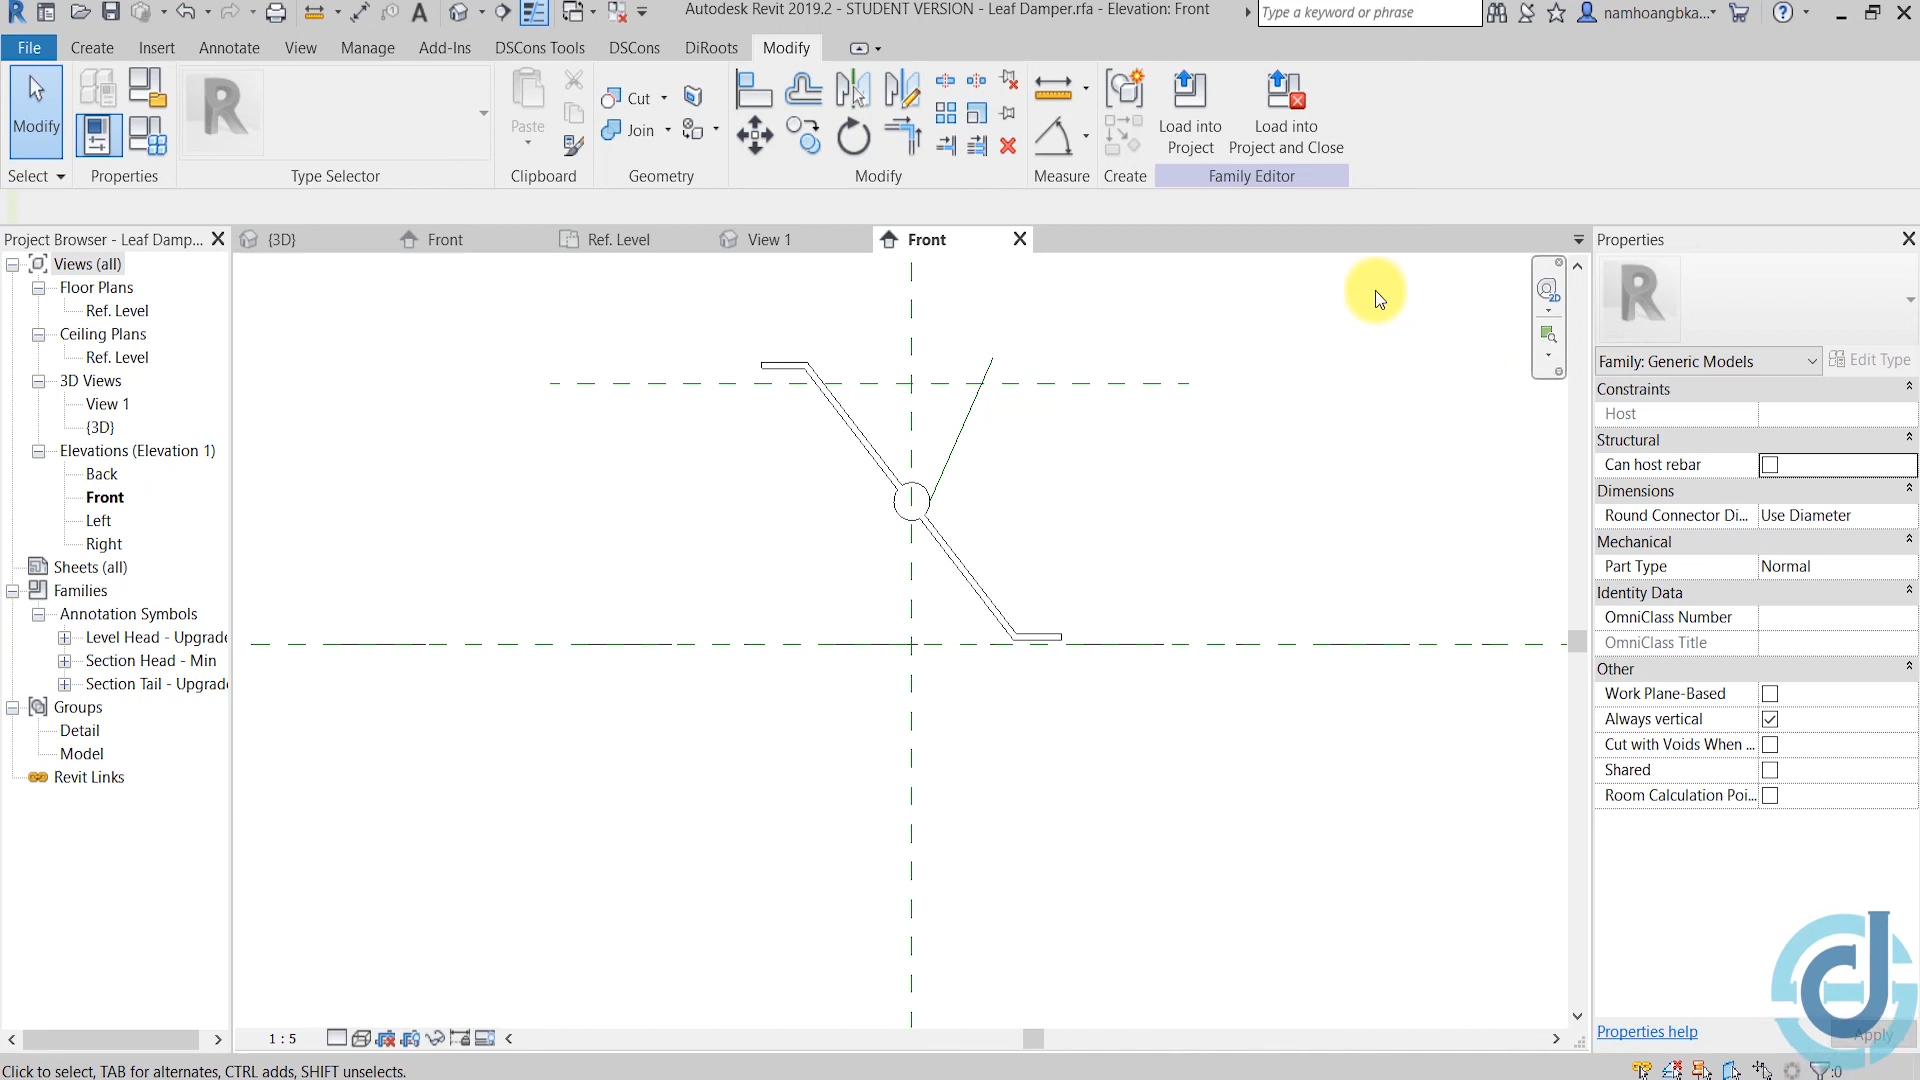 Autodesk Revit 2019.2 - STUDENT VERSION - Leaf Damper.rfa - Elevation: Front
Type a keyword or phrase
namhoangbka...
File Create Insert Annotate View Manage Add-Ins DSCons Tools DSCons DiRoots Modify
Modify
Paste
Cut
Join
Load into Project
Load into Project and Close
Select Properties Type Selector Clipboard Geometry Modify Measure Create Family Editor
Project Browser - Leaf Damp...
{3D} Front Ref. Level View 1 Front
Properties
Views (all)
Floor Plans
Ref. Level
Ceiling Plans
Ref. Level
3D Views
View 1
{3D}
Elevations (Elevation 1)
Back
Front
Left
Right
Sheets (all)
Families
Annotation Symbols
Level Head - Upgrade
Section Head - Min
Section Tail - Upgrade
Groups
Detail
Model
Revit Links
2D
Family: Generic Models
Edit Type
Constraints
Host
Structural
Can host rebar
Dimensions
Round Connector Di... Use Diameter
Mechanical
Part Type Normal
Identity Data
OmniClass Number
OmniClass Title
Other
Work Plane-Based
Always vertical
Cut with Voids When ...
Shared
Room Calculation Poi...
Properties help
Apply
1 : 5
Click to select, TAB for alternates, CTRL adds, SHIFT unselects.
:0